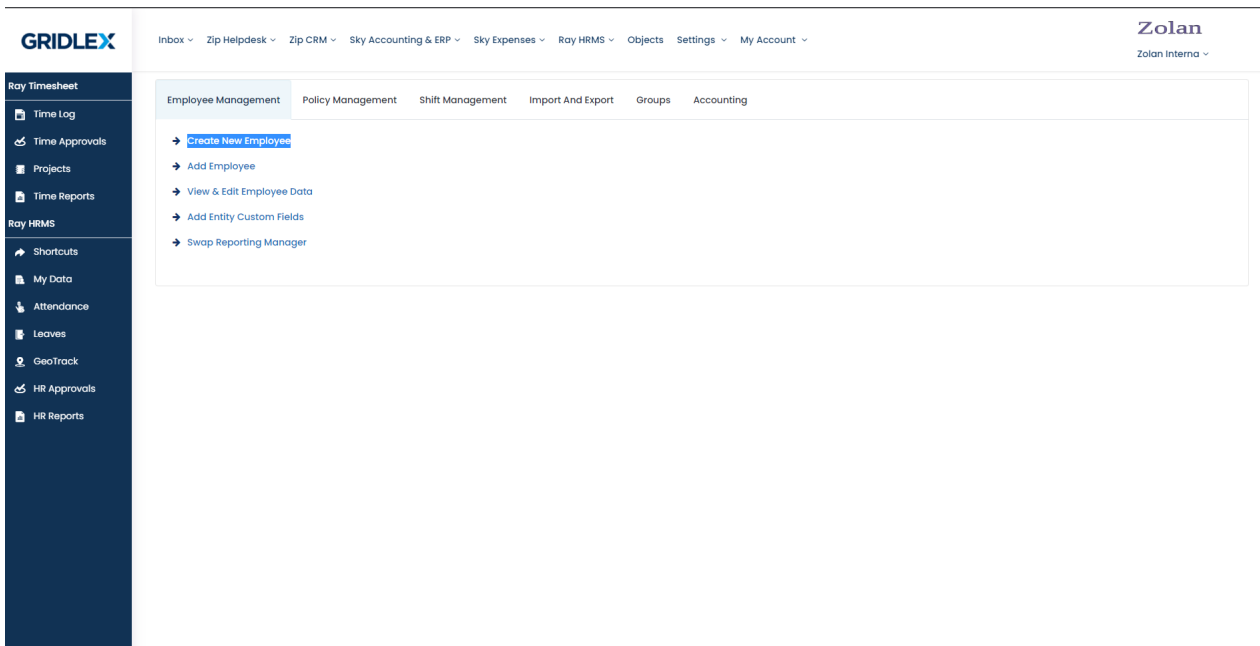 GRIDLEX
Inbox Zip Helpdesk Zip CRM Sky Accounting & ERP Sky Expenses Ray HRMS Objects Settings My Account
Zolan
Zolan Interna
Ray Timesheet
Time Log
Time Approvals
Projects
Time Reports
Ray HRMS
Shortcuts
My Data
Attendance
Leaves
GeoTrack
HR Approvals
HR Reports
Employee Management Policy Management Shift Management Import And Export Groups Accounting
Create New Employee
Add Employee
View & Edit Employee Data
Add Entity Custom Fields
Swap Reporting Manager